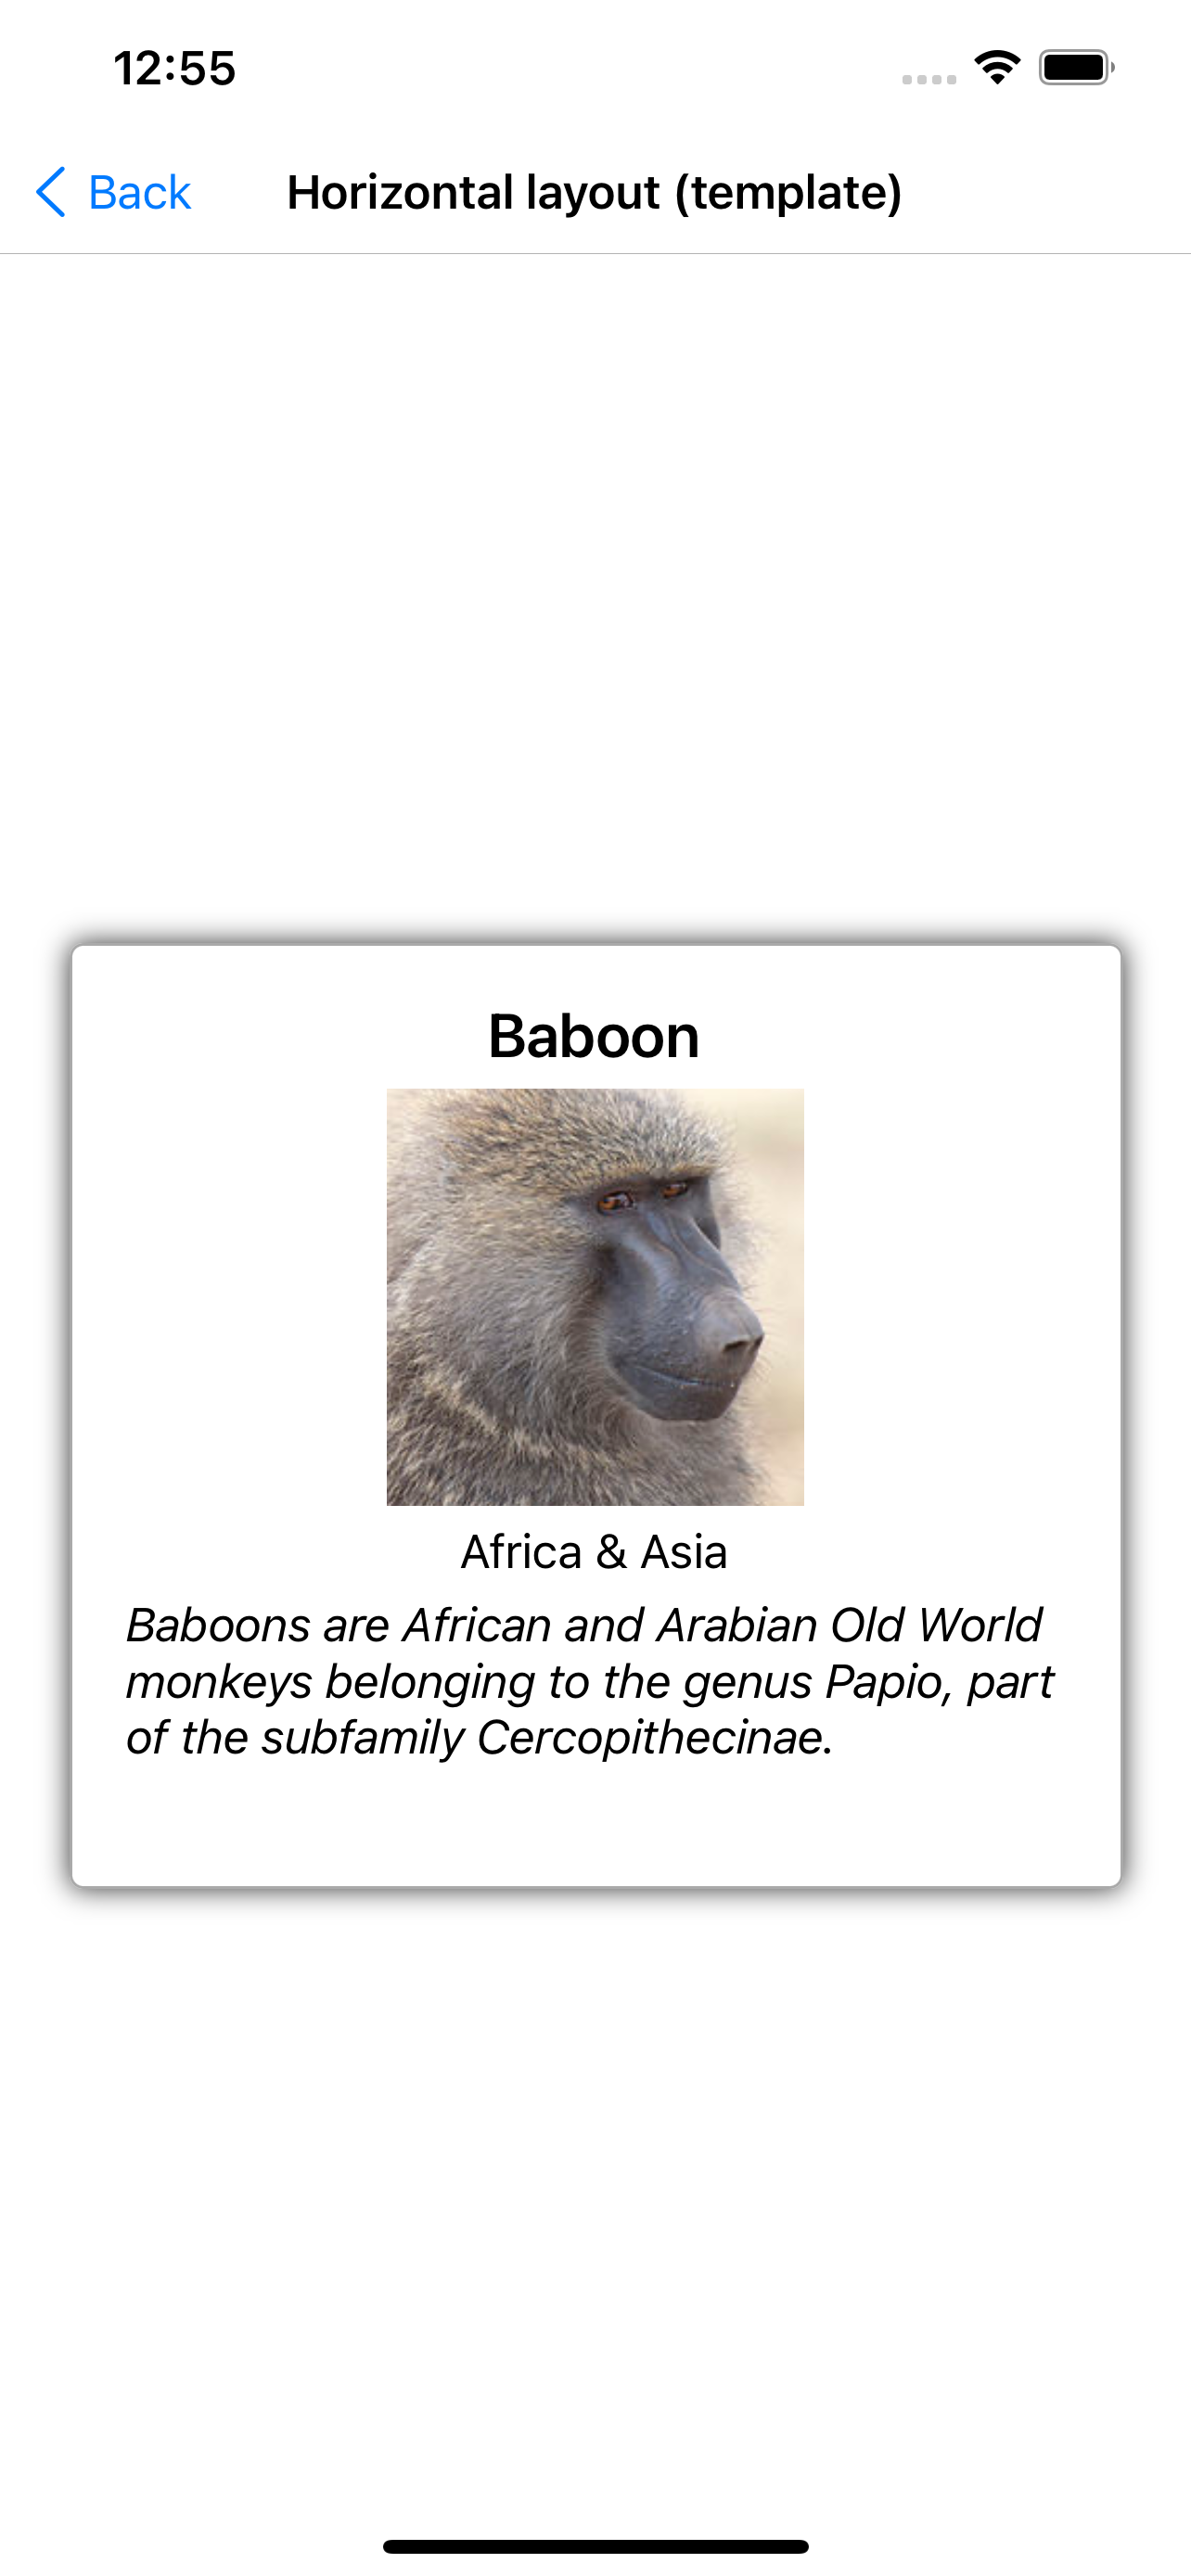 12:55
Back
Horizontal layout (template)
Baboon
Africa & Asia
Baboons are African and Arabian Old World
monkeys belonging to the genus Papio, part
of the subfamily Cercopithecinae.